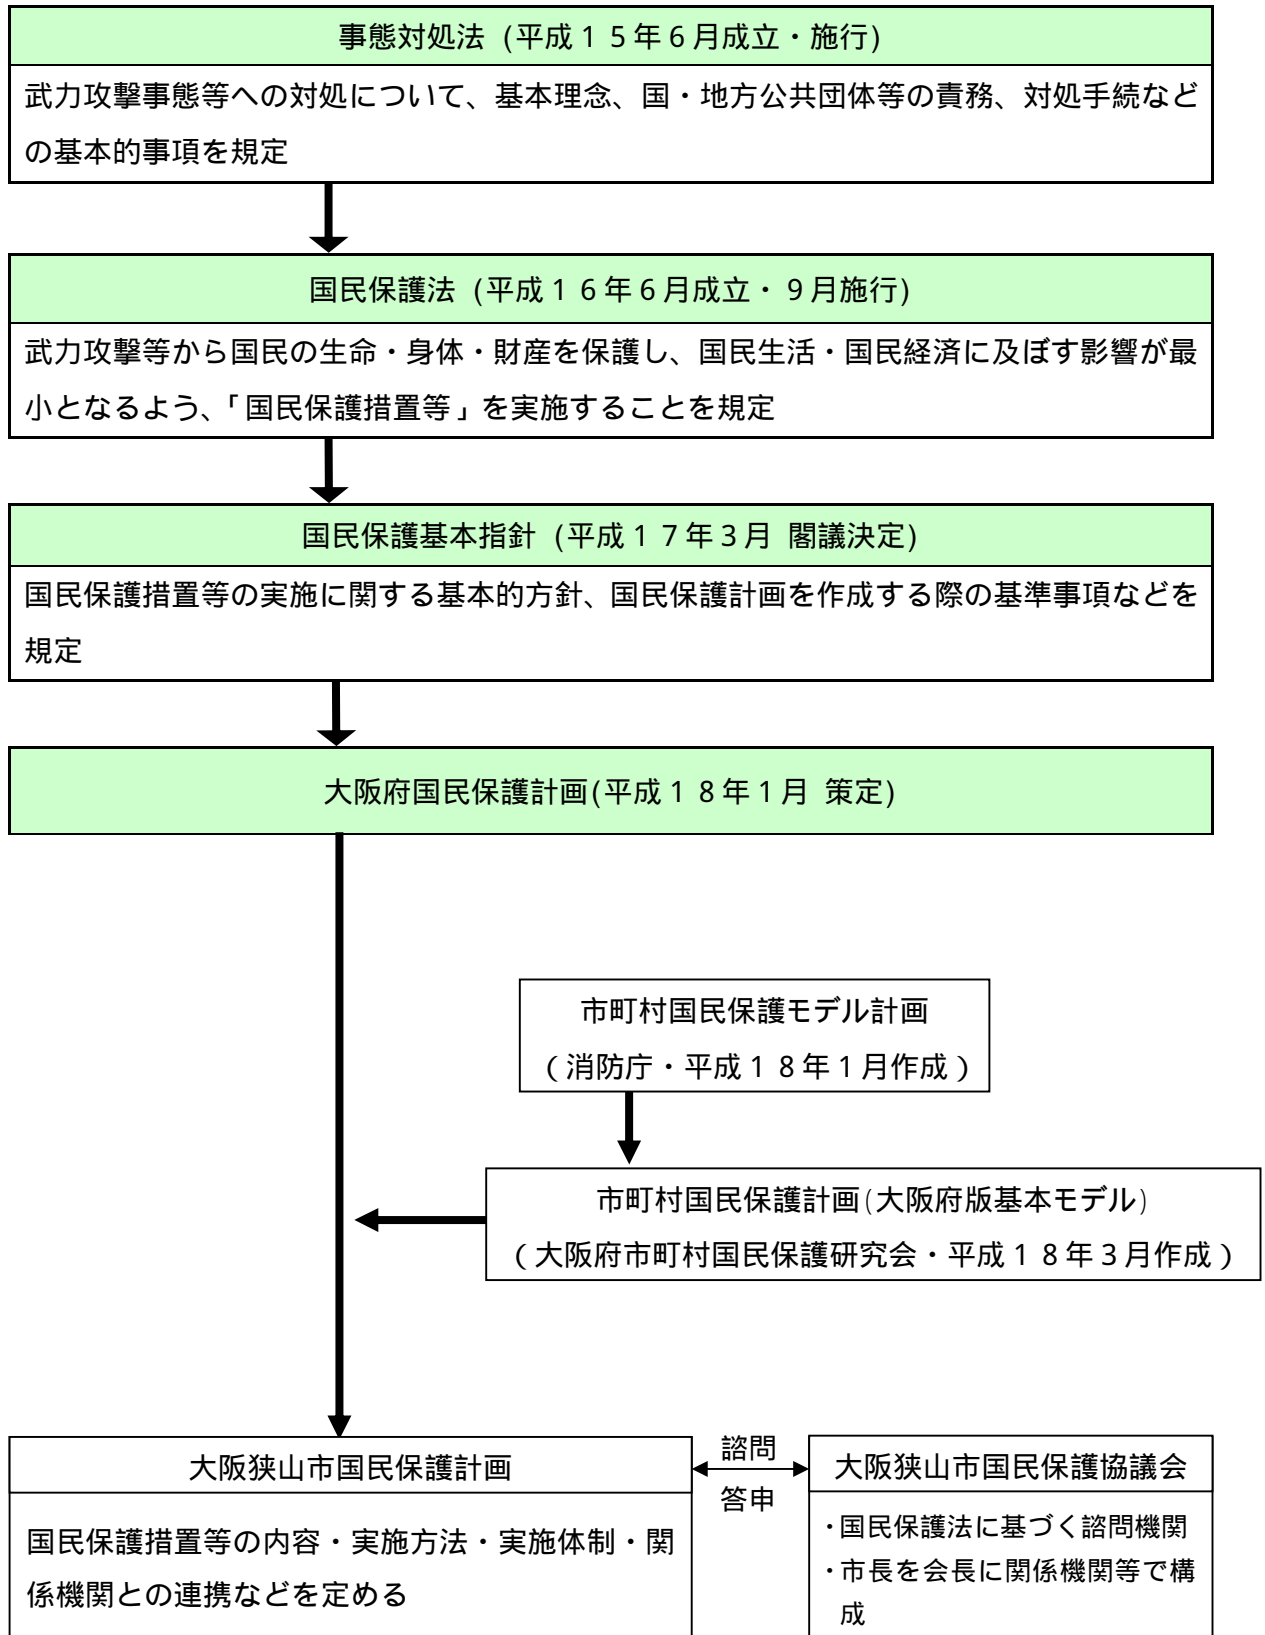 事態対処法 (平成１５年６月成立・施行)
武力攻撃事態等への対処について、基本理念、国・地方公共団体等の責務、対処手続など
の基本的事項を規定
国民保護法 (平成１６年６月成立・９月施行)
武力攻撃等から国民の生命・身体・財産を保護し、国民生活・国民経済に及ぼす影響が最
小となるよう、「国民保護措置等」を実施することを規定
国民保護基本指針 (平成１７年３月 閣議決定)
国民保護措置等の実施に関する基本的方針、国民保護計画を作成する際の基準事項などを
規定
大阪府国民保護計画(平成１８年１月 策定)
市町村国民保護モデル計画
（消防庁・平成１８年１月作成）
市町村国民保護計画(大阪府版基本モデル)
（大阪府市町村国民保護研究会・平成１８年３月作成）
大阪狭山市国民保護計画
国民保護措置等の内容・実施方法・実施体制・関
係機関との連携などを定める
諮問
答申
大阪狭山市国民保護協議会
・国民保護法に基づく諮問機関
・市長を会長に関係機関等で構
成